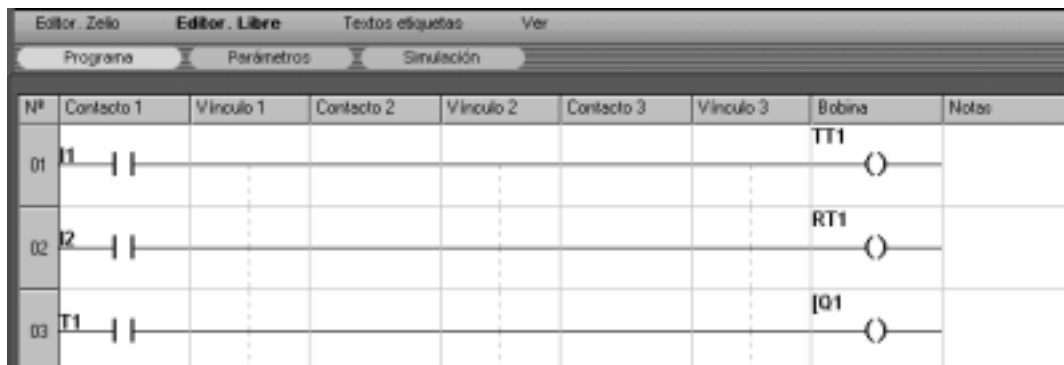 Editor. Zelio Editor. Libre Textos etiquetas Ver
Programa Parámetros Simulación
Nº Contacto 1 Vínculo 1 Contacto 2 Vínculo 2 Contacto 3 Vínculo 3 Bobina Notas
TT1
01 I1
RT1
02 I2
[Q1
03 T1